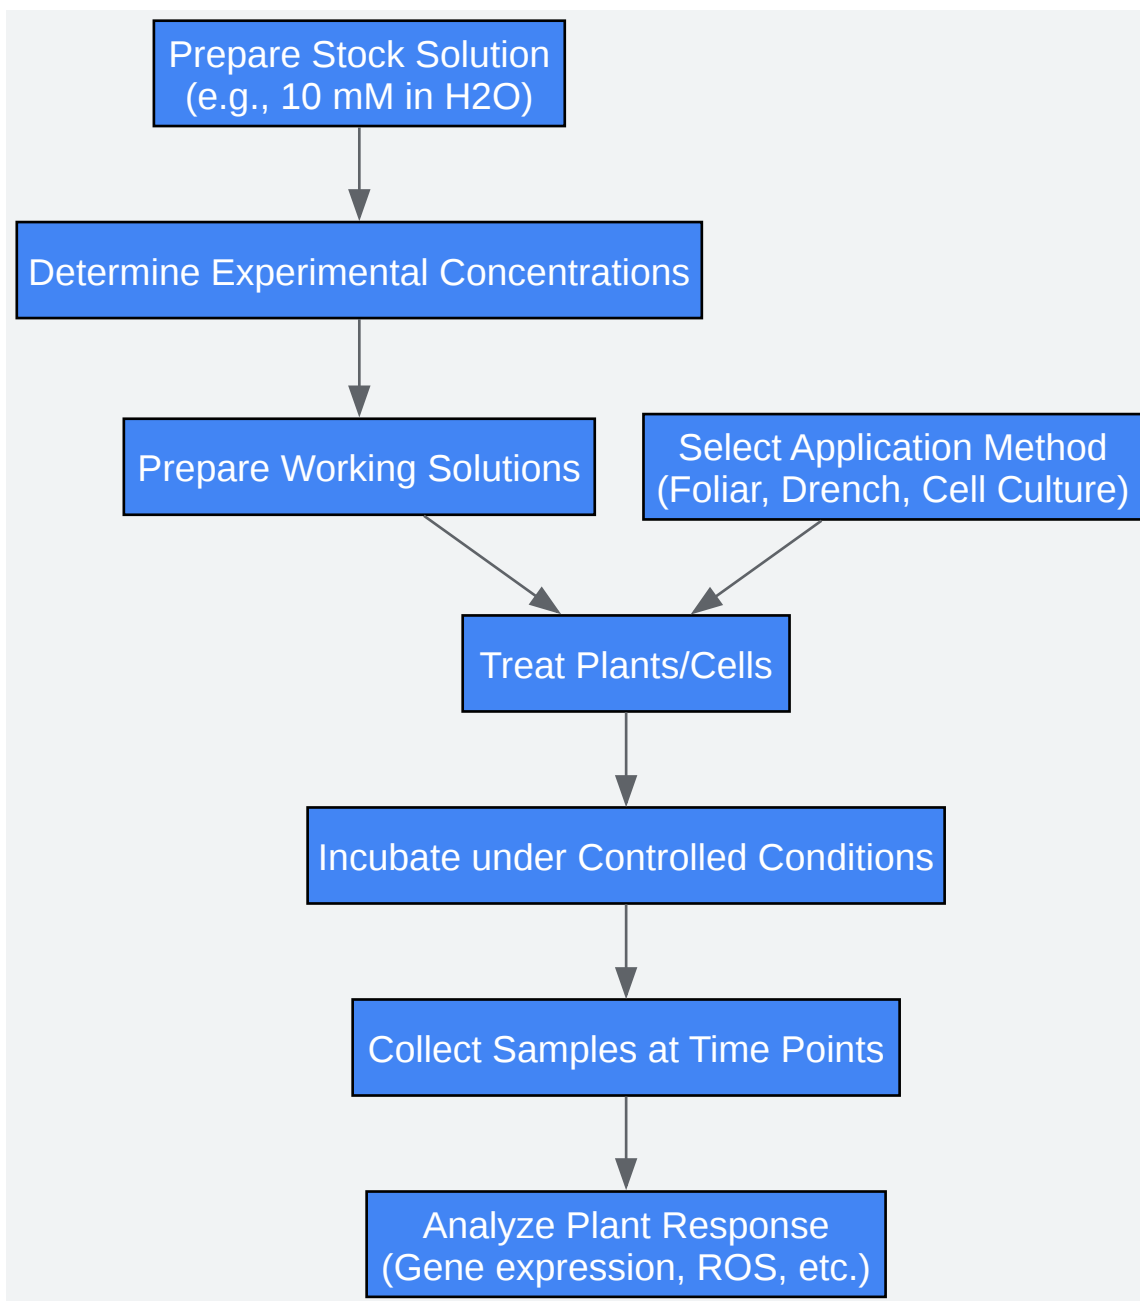 Prepare Stock Solution
(e.g., 10 mM in H2O)
Determine Experimental Concentrations
Prepare Working Solutions
Select Application Method
(Foliar, Drench, Cell Culture)
Treat Plants/Cells
Incubate under Controlled Conditions
Collect Samples at Time Points
Analyze Plant Response
(Gene expression, ROS, etc.)